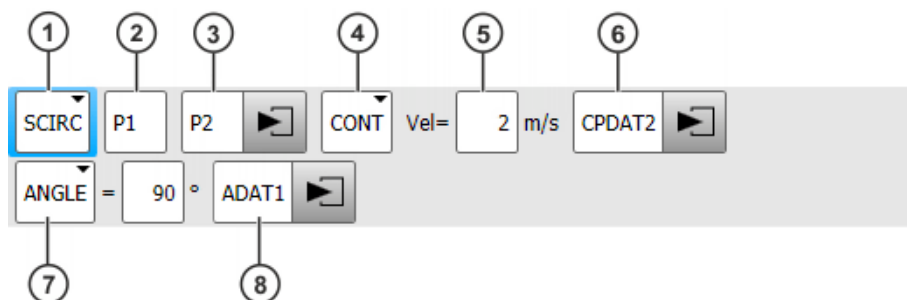 1 2 3 4 5 6
SCIRC P1 P2 CONT Vel= 2 m/s CPDAT2
ANGLE = 90 ° ADAT1
7 8